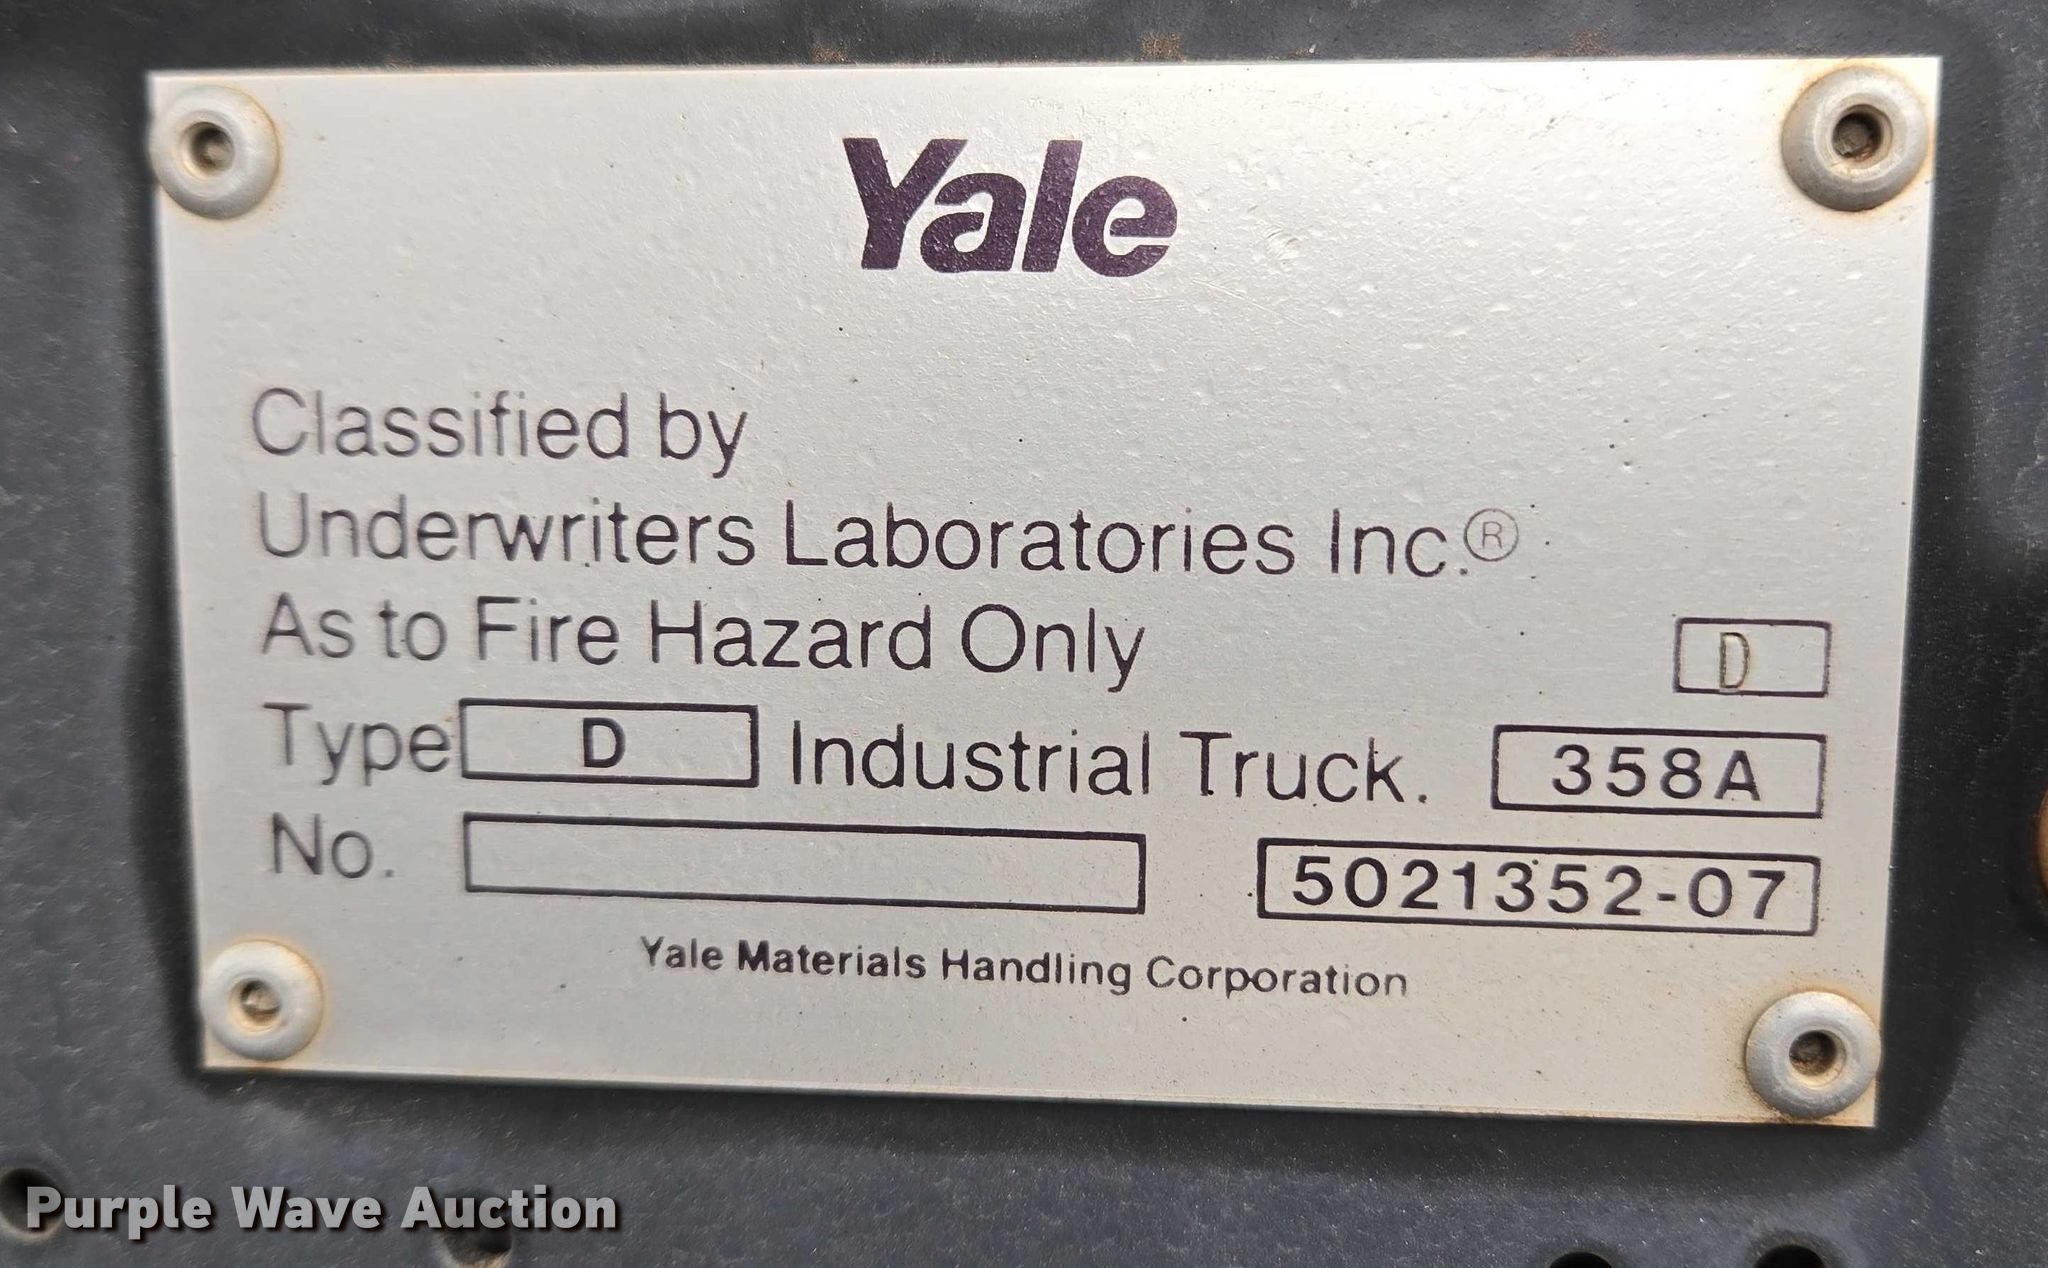 Yale
Classified by
Underwriters Laboratories Inc.®
As to Fire Hazard Only D
Type D Industrial Truck. 358A
No. 5021352-07
Yale Materials Handling Corporation
Purple Wave Auction